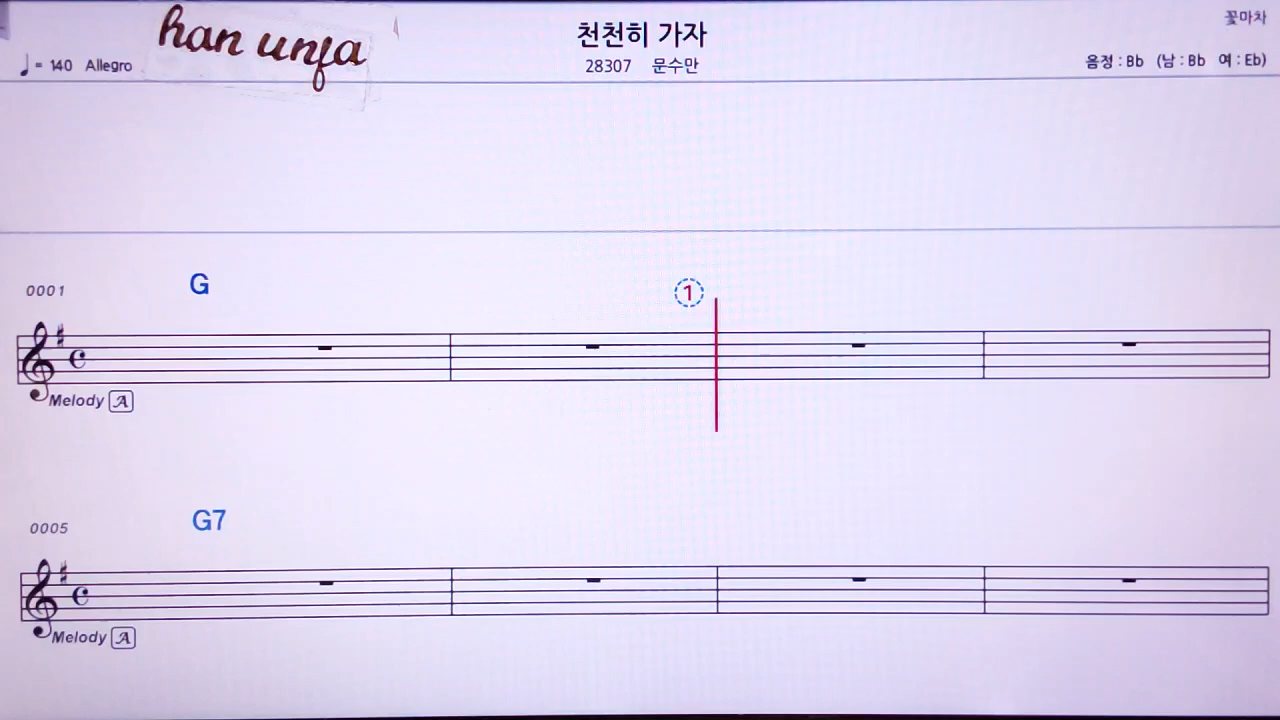 han unfa
천천히 가자
꽃마차
♩= 140 Allegro
28307 문수만
음정 : Bb (남 : Bb 여 : Eb)
0001 G 1
C
Melody A
0005 G7
C
Melody A